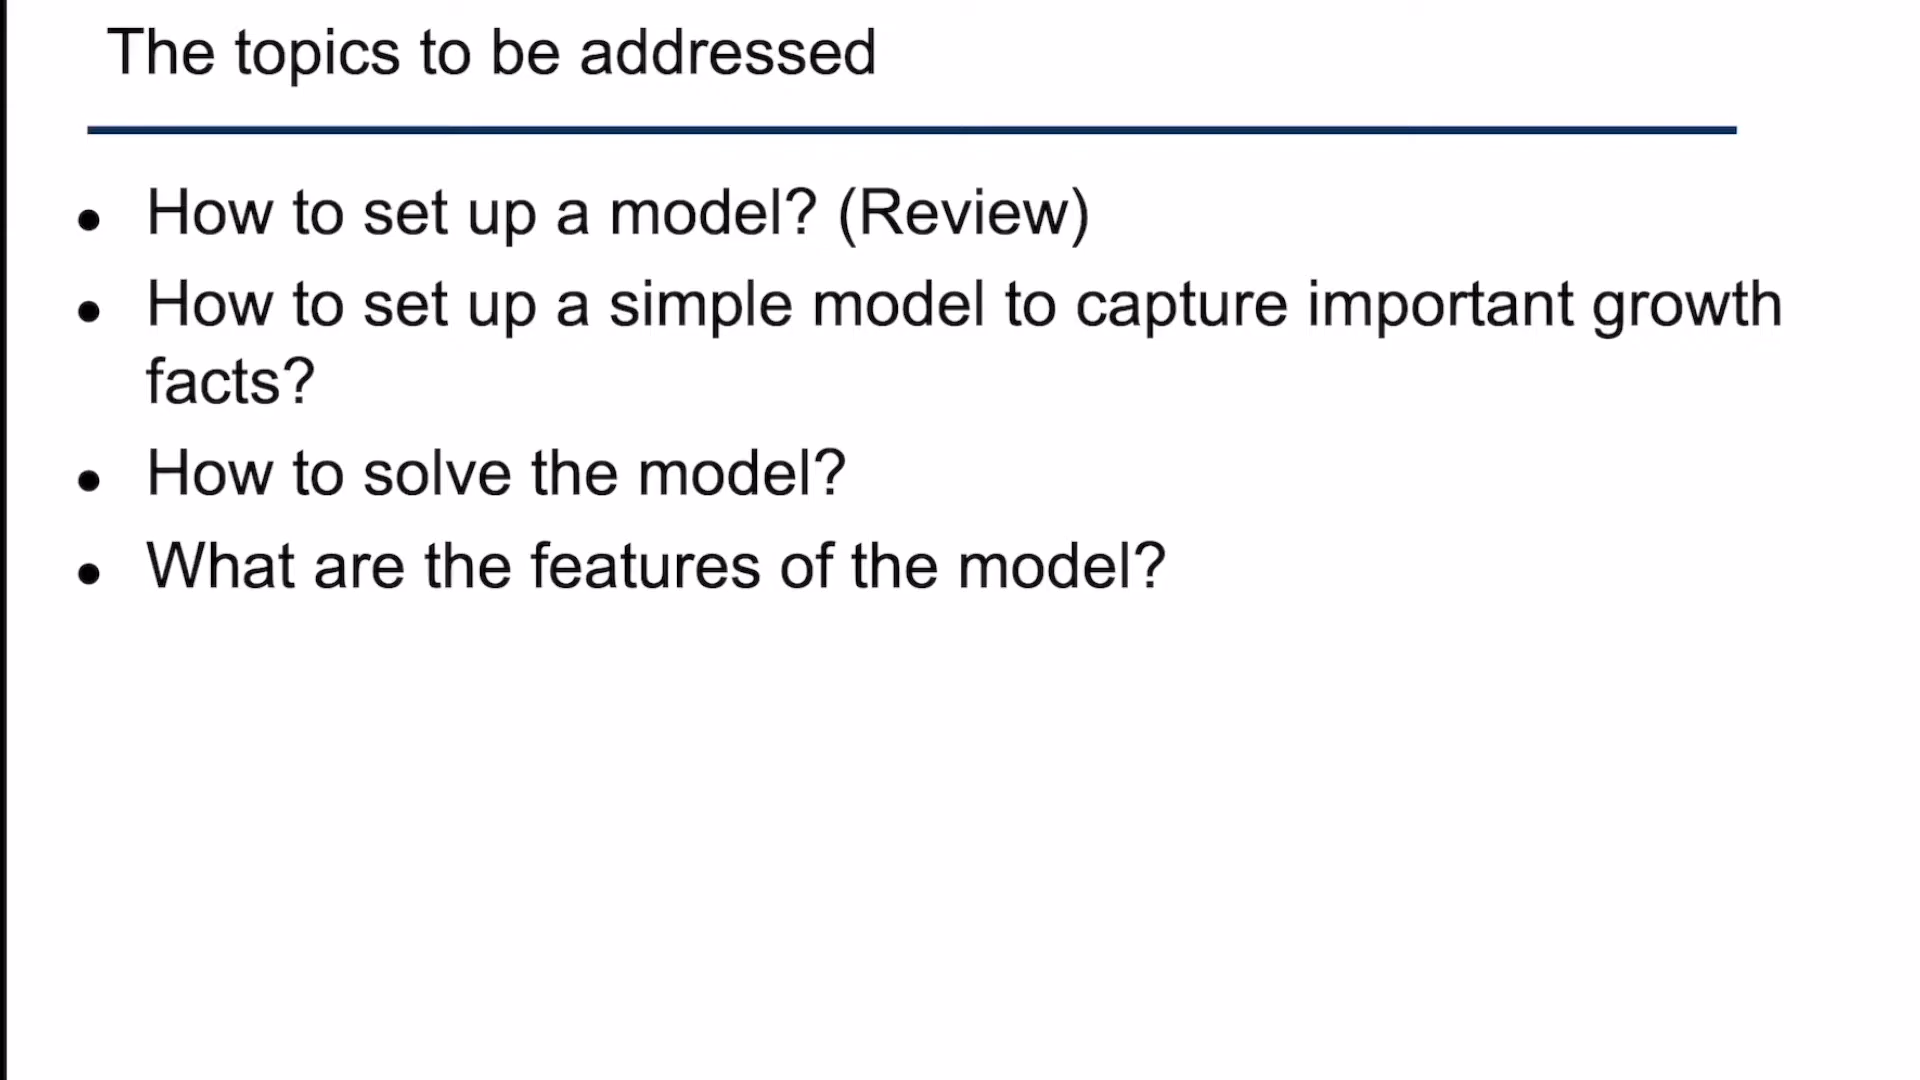 The topics to be addressed
• How to set up a model? (Review)
• How to set up a simple model to capture important growth
facts?
• How to solve the model?
• What are the features of the model?